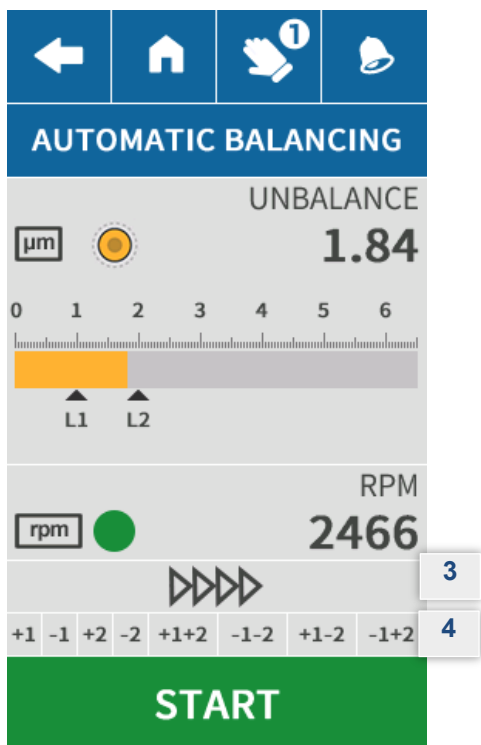 1
AUTOMATIC BALANCING
UNBALANCE
µm 1.84
0 1 2 3 4 5 6
L1 L2
RPM
rpm 2466
3
+1 -1 +2 -2 +1+2 -1-2 +1-2 -1+2 4
START